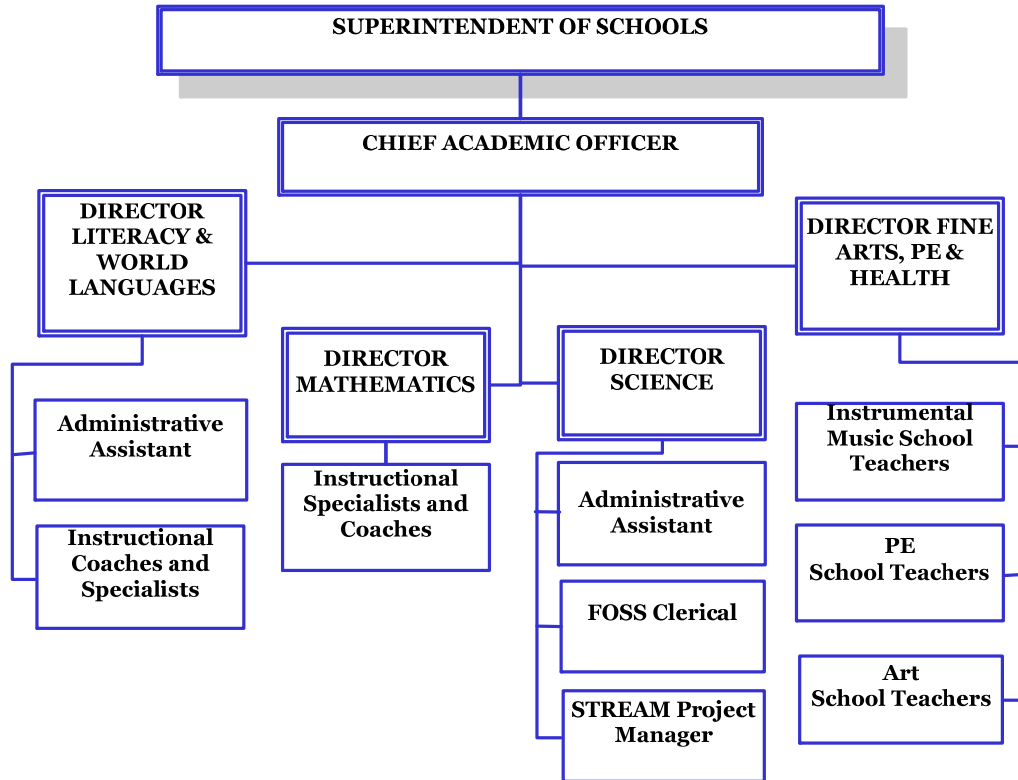 SUPERINTENDENT OF SCHOOLS
CHIEF ACADEMIC OFFICER
DIRECTOR
LITERACY &
WORLD
LANGUAGES
DIRECTOR FINE
ARTS, PE &
HEALTH
DIRECTOR
MATHEMATICS
DIRECTOR
SCIENCE
Administrative
Assistant
Instructional
Coaches and
Specialists
Instructional
Specialists and
Coaches
Administrative
Assistant
FOSS Clerical
STREAM Project
Manager
Instrumental
Music School
Teachers
PE
School Teachers
Art
School Teachers